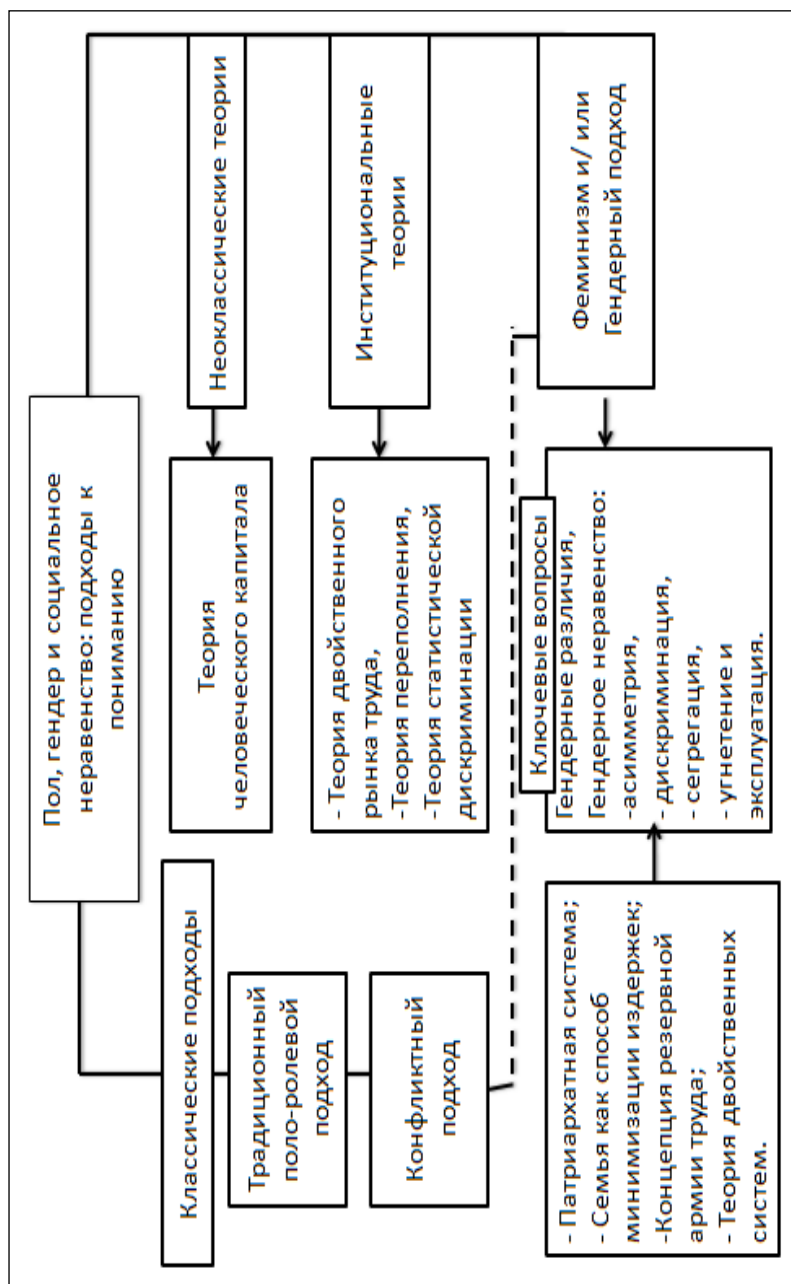 Пол, гендер и социальное
неравенство: подходы к
пониманию
Классические подходы
Традиционный
поло-ролевой
подход
Конфликтный
подход
Теория
человеческого капитала
Неоклассические теории
- Теория двойственного
рынка труда,
-Теория переполнения,
- Теория статистической
дискриминации
Институциональные
теории
- Патриархатная система;
- Семья как способ
минимизации издержек;
-Концепция резервной
армии труда;
- Теория двойственных
систем.
Ключевые вопросы
Гендерные различия,
Гендерное неравенство:
-асимметрия,
- дискриминация,
- сегрегация,
- угнетение и
эксплуатация.
Феминизм и/ или
Гендерный подход